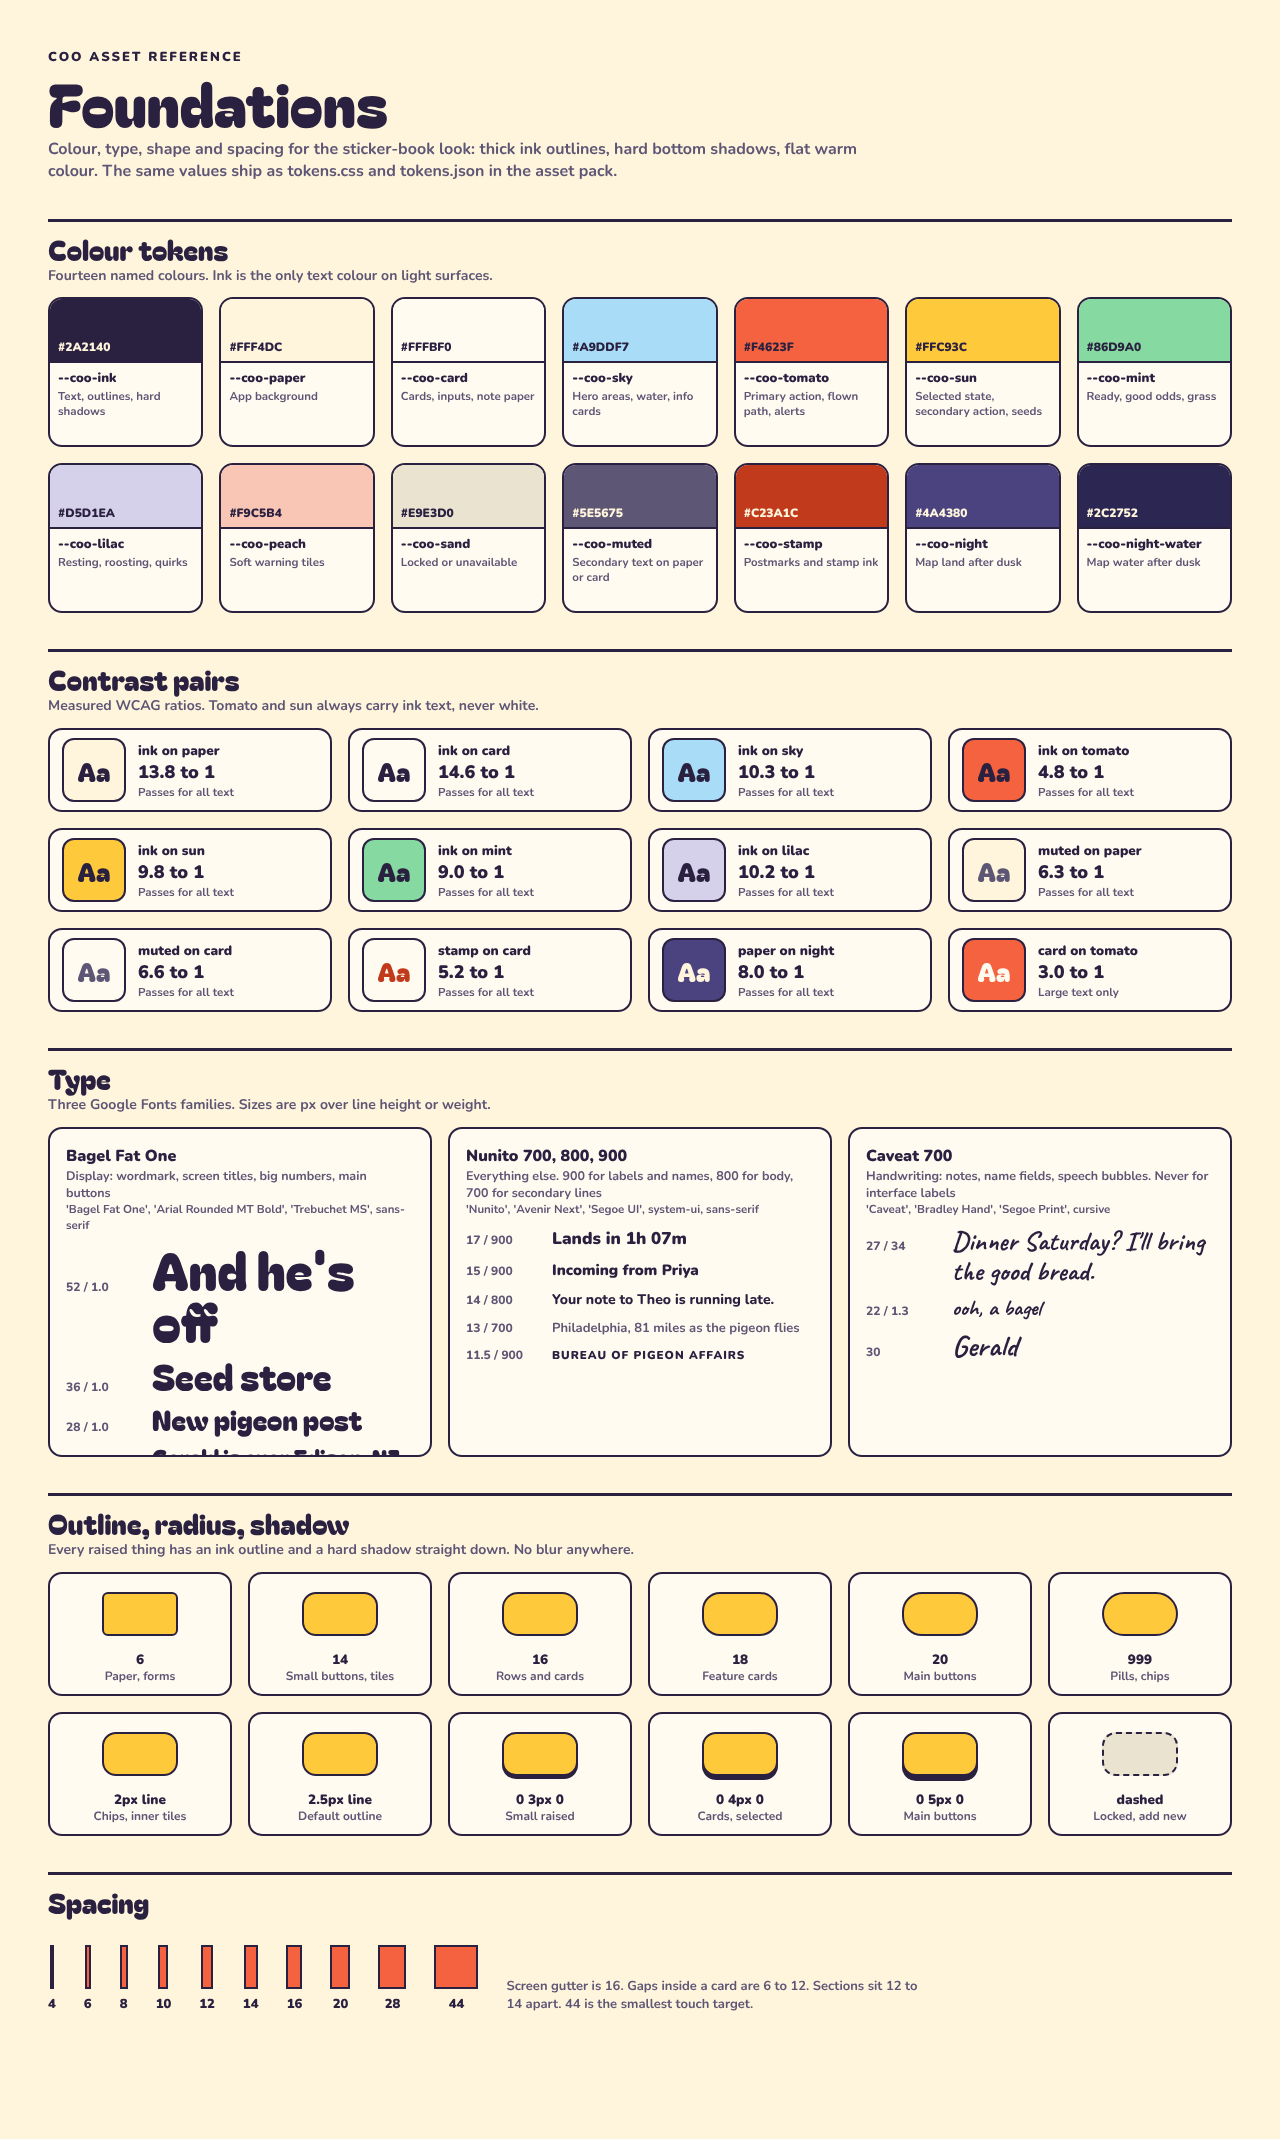 COO ASSET REFERENCE
Foundations
Colour, type, shape and spacing for the sticker-book look: thick ink outlines, hard bottom shadows, flat warm
colour. The same values ship as tokens.css and tokens.json in the asset pack.
Colour tokens
Fourteen named colours. Ink is the only text colour on light surfaces.
#2A2140
--coo-ink
Text, outlines, hard
shadows
#FFF4DC
--coo-paper
App background
#FFFBF0
--coo-card
Cards, inputs, note paper
#A9DDF7
--coo-sky
Hero areas, water, info
cards
#F4623F
--coo-tomato
Primary action, flown
path, alerts
#FFC93C
--coo-sun
Selected state,
secondary action, seeds
#86D9A0
--coo-mint
Ready, good odds, grass
#D5D1EA
--coo-lilac
Resting, roosting, quirks
#F9C5B4
--coo-peach
Soft warning tiles
#E9E3D0
--coo-sand
Locked or unavailable
#5E5675
--coo-muted
Secondary text on paper
or card
#C23A1C
--coo-stamp
Postmarks and stamp ink
#4A4380
--coo-night
Map land after dusk
#2C2752
--coo-night-water
Map water after dusk
Contrast pairs
Measured WCAG ratios. Tomato and sun always carry ink text, never white.
Aa
ink on paper
13.8 to 1
Passes for all text
Aa
ink on card
14.6 to 1
Passes for all text
Aa
ink on sky
10.3 to 1
Passes for all text
Aa
ink on tomato
4.8 to 1
Passes for all text
Aa
ink on sun
9.8 to 1
Passes for all text
Aa
ink on mint
9.0 to 1
Passes for all text
Aa
ink on lilac
10.2 to 1
Passes for all text
Aa
muted on paper
6.3 to 1
Passes for all text
Aa
muted on card
6.6 to 1
Passes for all text
Aa
stamp on card
5.2 to 1
Passes for all text
Aa
paper on night
8.0 to 1
Passes for all text
Aa
card on tomato
3.0 to 1
Large text only
Type
Three Google Fonts families. Sizes are px over line height or weight.
Bagel Fat One
Display: wordmark, screen titles, big numbers, main
buttons
'Bagel Fat One', 'Arial Rounded MT Bold', 'Trebuchet MS', sans-
serif
52 / 1.0
And he's
off
36 / 1.0
Seed store
28 / 1.0
New pigeon post
Nunito 700, 800, 900
Everything else. 900 for labels and names, 800 for body,
700 for secondary lines
'Nunito', 'Avenir Next', 'Segoe UI', system-ui, sans-serif
17 / 900
Lands in 1h 07m
15 / 900
Incoming from Priya
14 / 800
Your note to Theo is running late.
13 / 700
Philadelphia, 81 miles as the pigeon flies
11.5 / 900
BUREAU OF PIGEON AFFAIRS
Caveat 700
Handwriting: notes, name fields, speech bubbles. Never for
interface labels
'Caveat', 'Bradley Hand', 'Segoe Print', cursive
27 / 34
Dinner Saturday? I'll bring
the good bread.
22 / 1.3
ooh, a bagel
30
Gerald
Outline, radius, shadow
Every raised thing has an ink outline and a hard shadow straight down. No blur anywhere.
6
Paper, forms
14
Small buttons, tiles
16
Rows and cards
18
Feature cards
20
Main buttons
999
Pills, chips
2px line
Chips, inner tiles
2.5px line
Default outline
0 3px 0
Small raised
0 4px 0
Cards, selected
0 5px 0
Main buttons
dashed
Locked, add new
Spacing
4
6
8
10
12
14
16
20
28
44
Screen gutter is 16. Gaps inside a card are 6 to 12. Sections sit 12 to
14 apart. 44 is the smallest touch target.